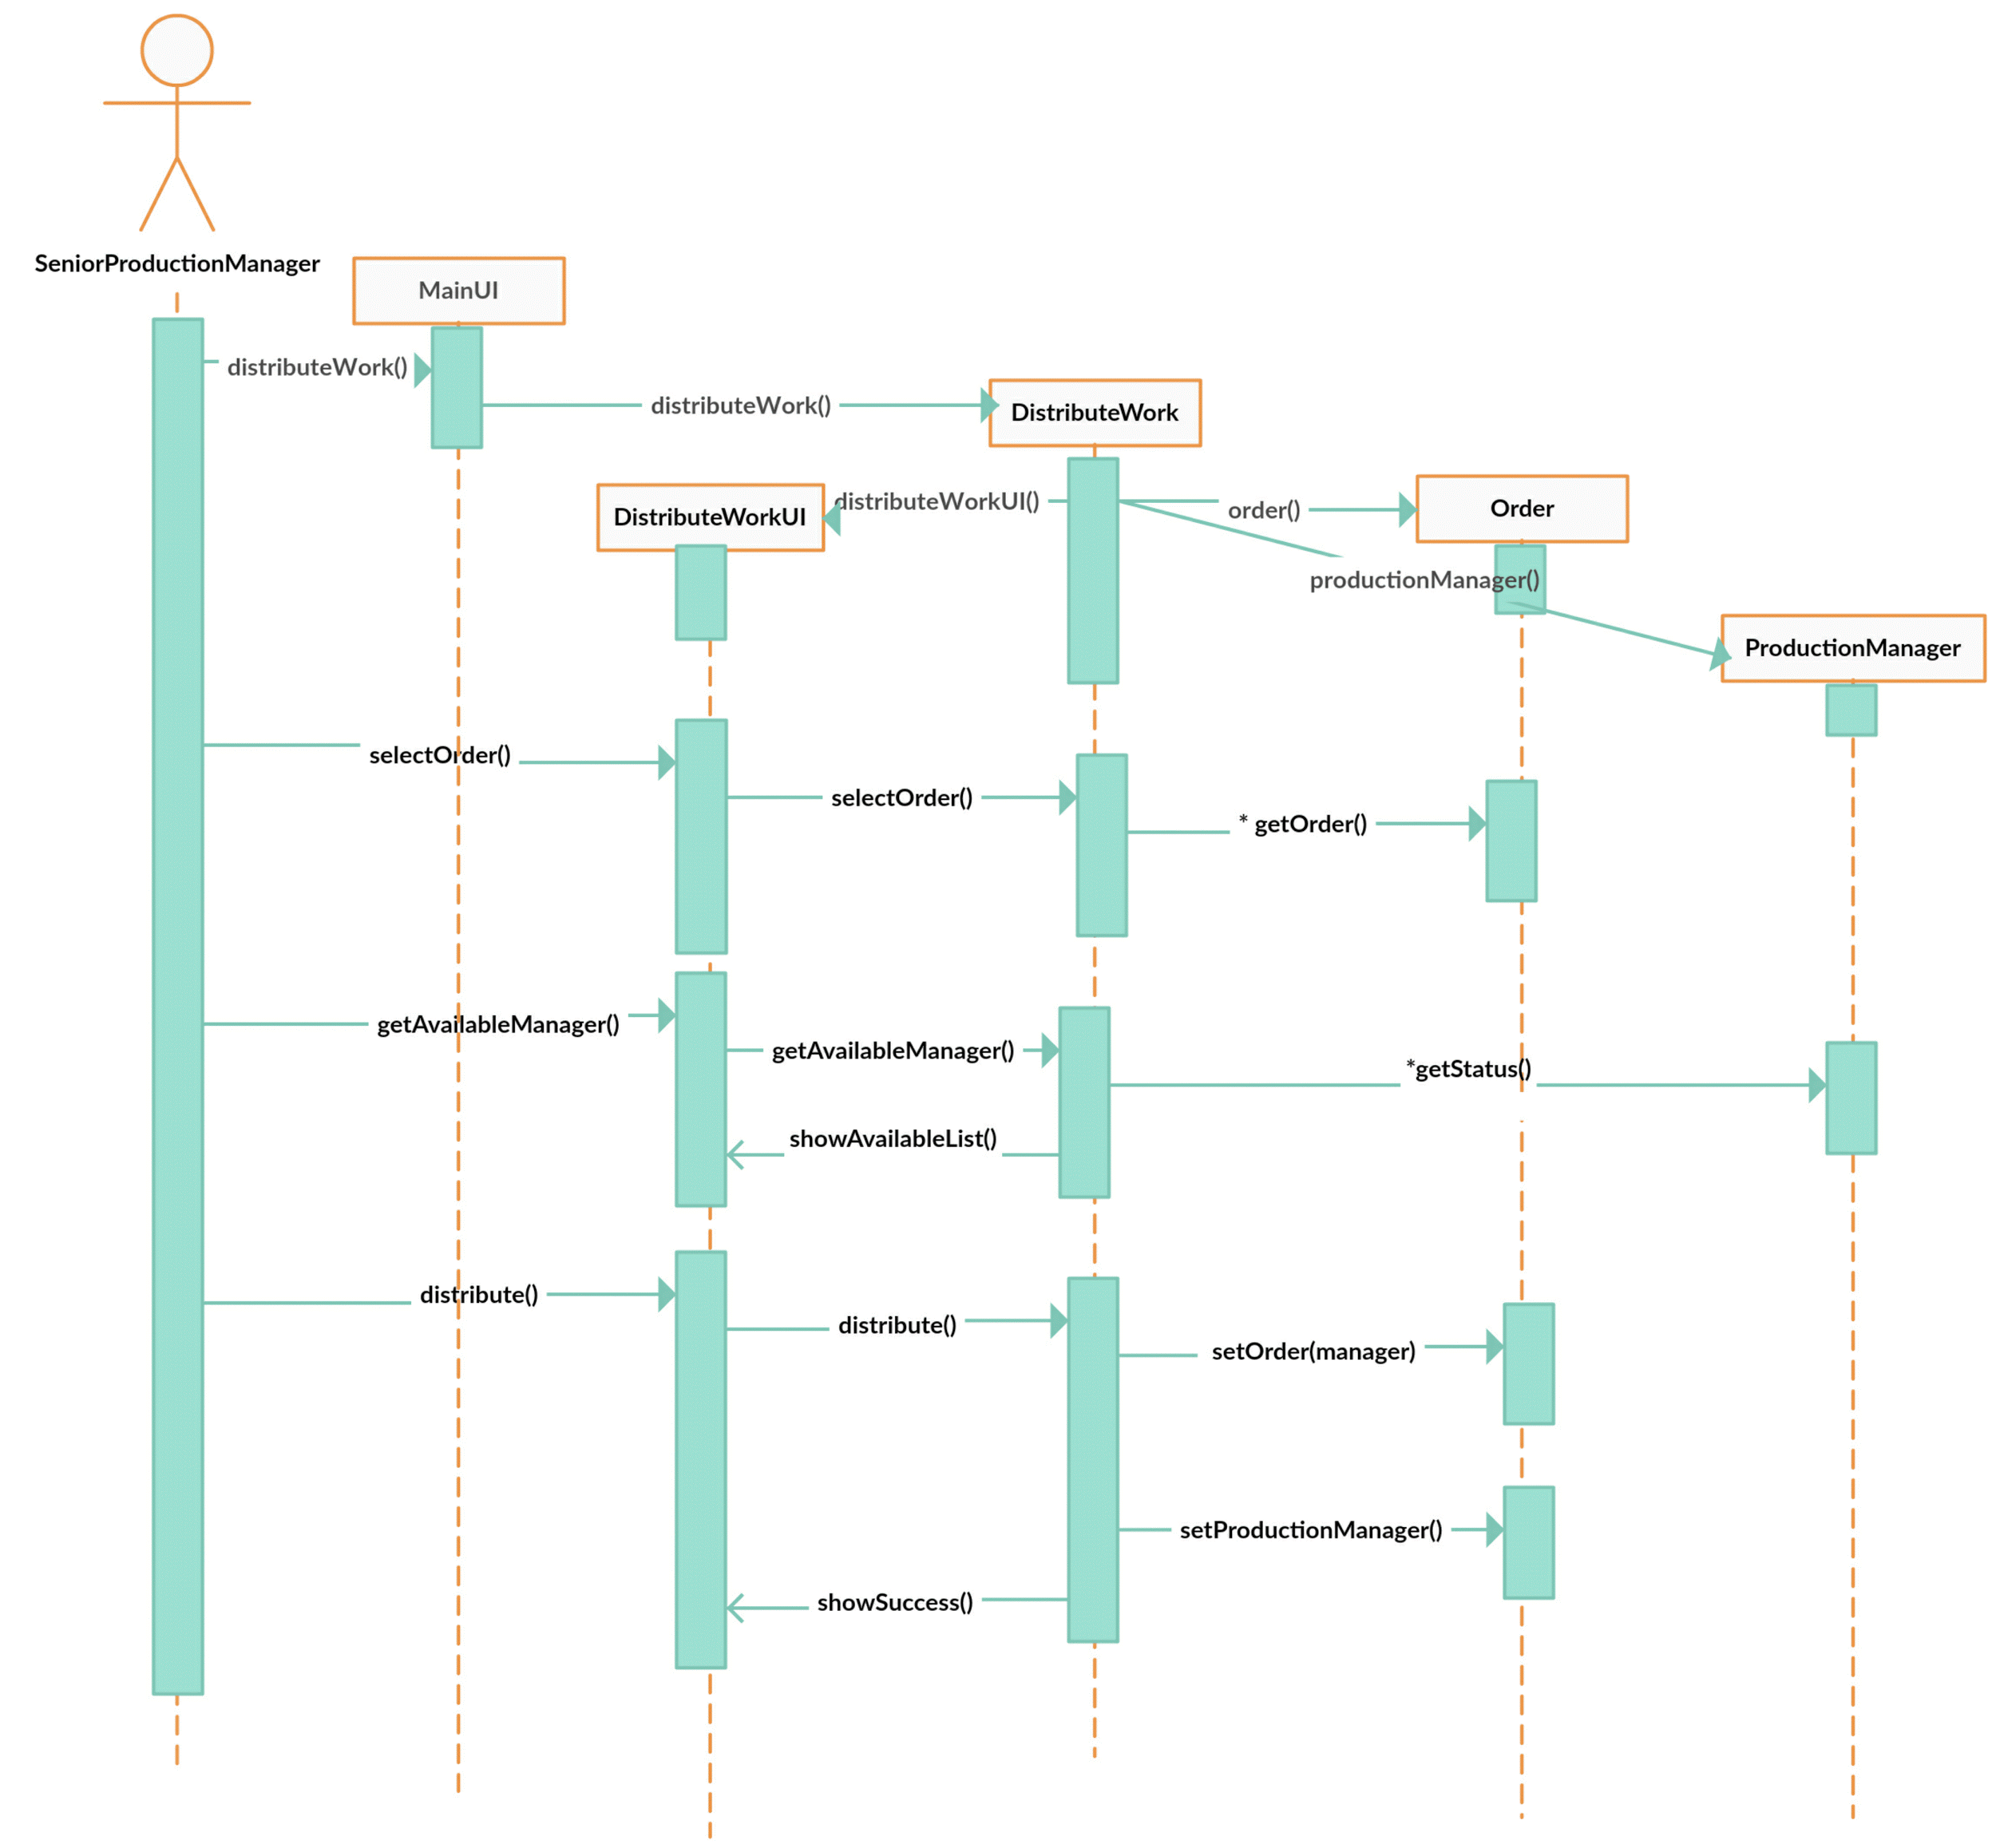 SeniorProductionManager
MainUI
distributeWork()
distributeWork()
DistributeWork
distributeWorkUI()
DistributeWorkUI
order()
Order
productionManager()
ProductionManager
selectOrder()
selectOrder()
* getOrder()
getAvailableManager()
getAvailableManager()
*getStatus()
showAvailableList()
distribute()
distribute()
setOrder(manager)
setProductionManager()
showSuccess()